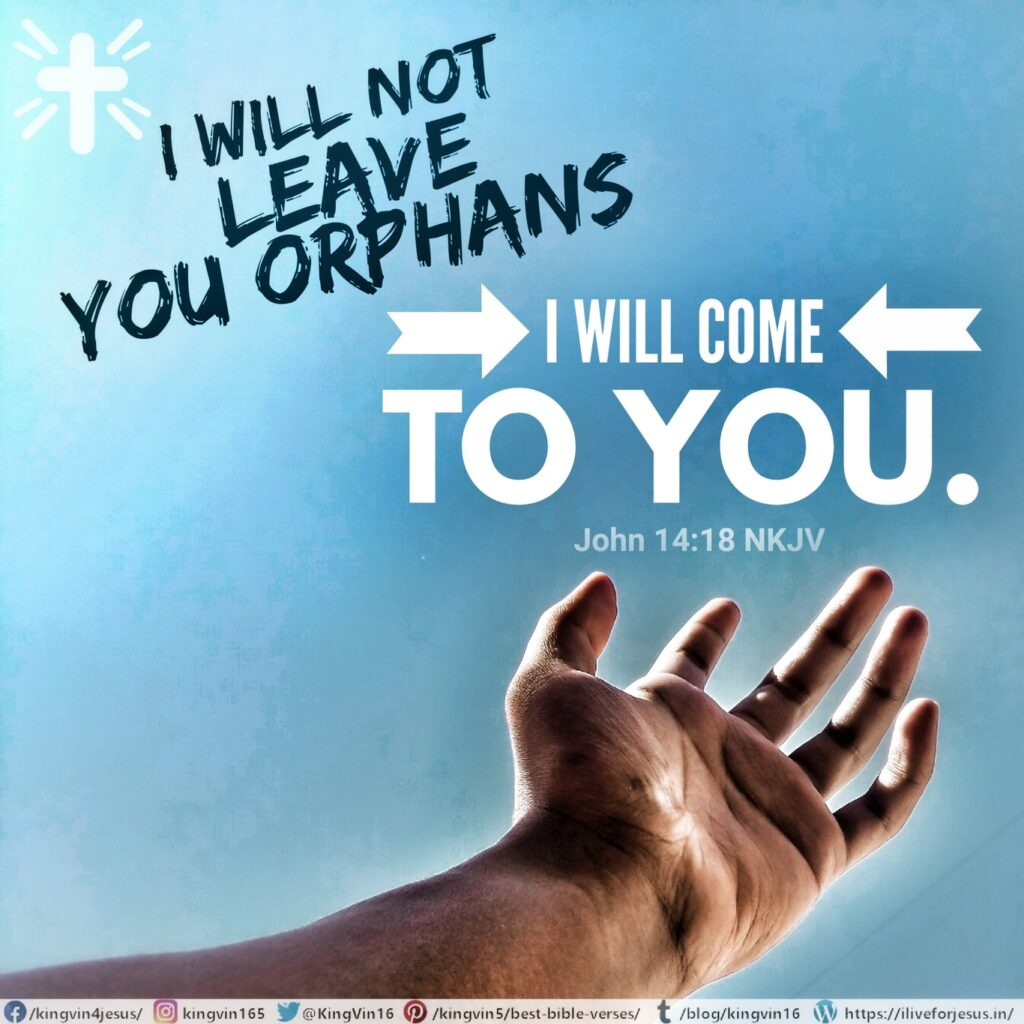 I WILL NOT
LEAVE
YOU ORPHANS
I WILL COME
TO YOU.
John 14:18 NKJV
/kingvin4jesus/ kingvin165 @KingVin16 /kingvin5/best-bible-verses/ /blog/kingvin16 https://iliveforjesus.in/